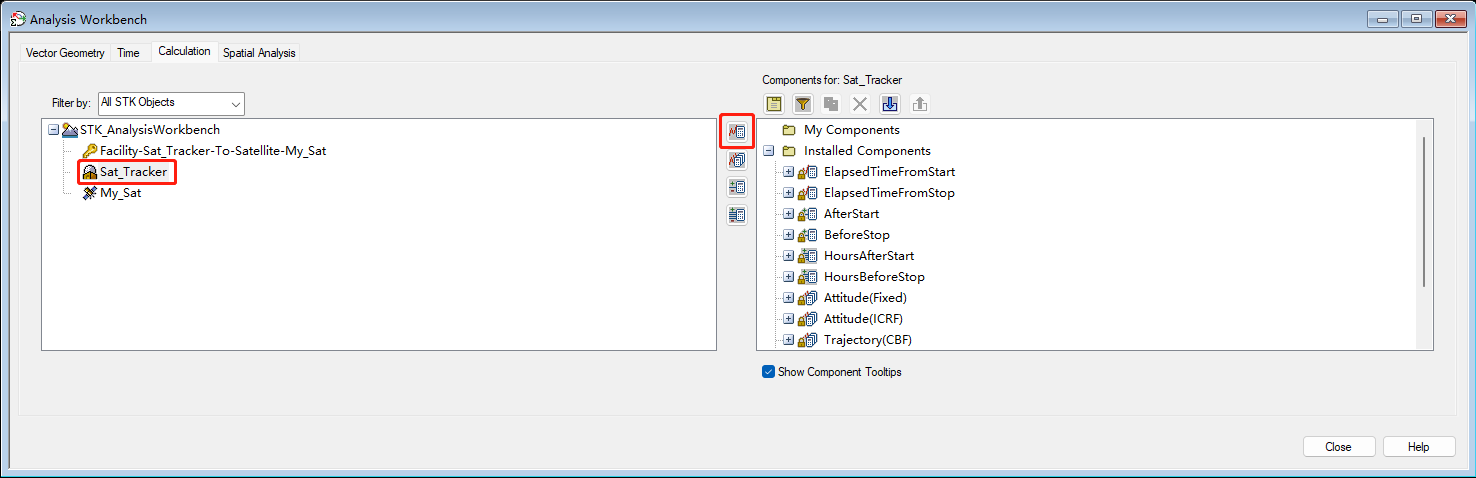 Analysis Workbench
Vector Geometry Time Calculation Spatial Analysis
Components for: Sat_Tracker
Filter by: All STK Objects
STK_AnalysisWorkbench
Facility-Sat_Tracker-To-Satellite-My_Sat
Sat_Tracker
My_Sat
My Components
Installed Components
ElapsedTimeFromStart
ElapsedTimeFromStop
AfterStart
BeforeStop
HoursAfterStart
HoursBeforeStop
Attitude(Fixed)
Attitude(ICRF)
Trajectory(CBF)
Show Component Tooltips
Close Help